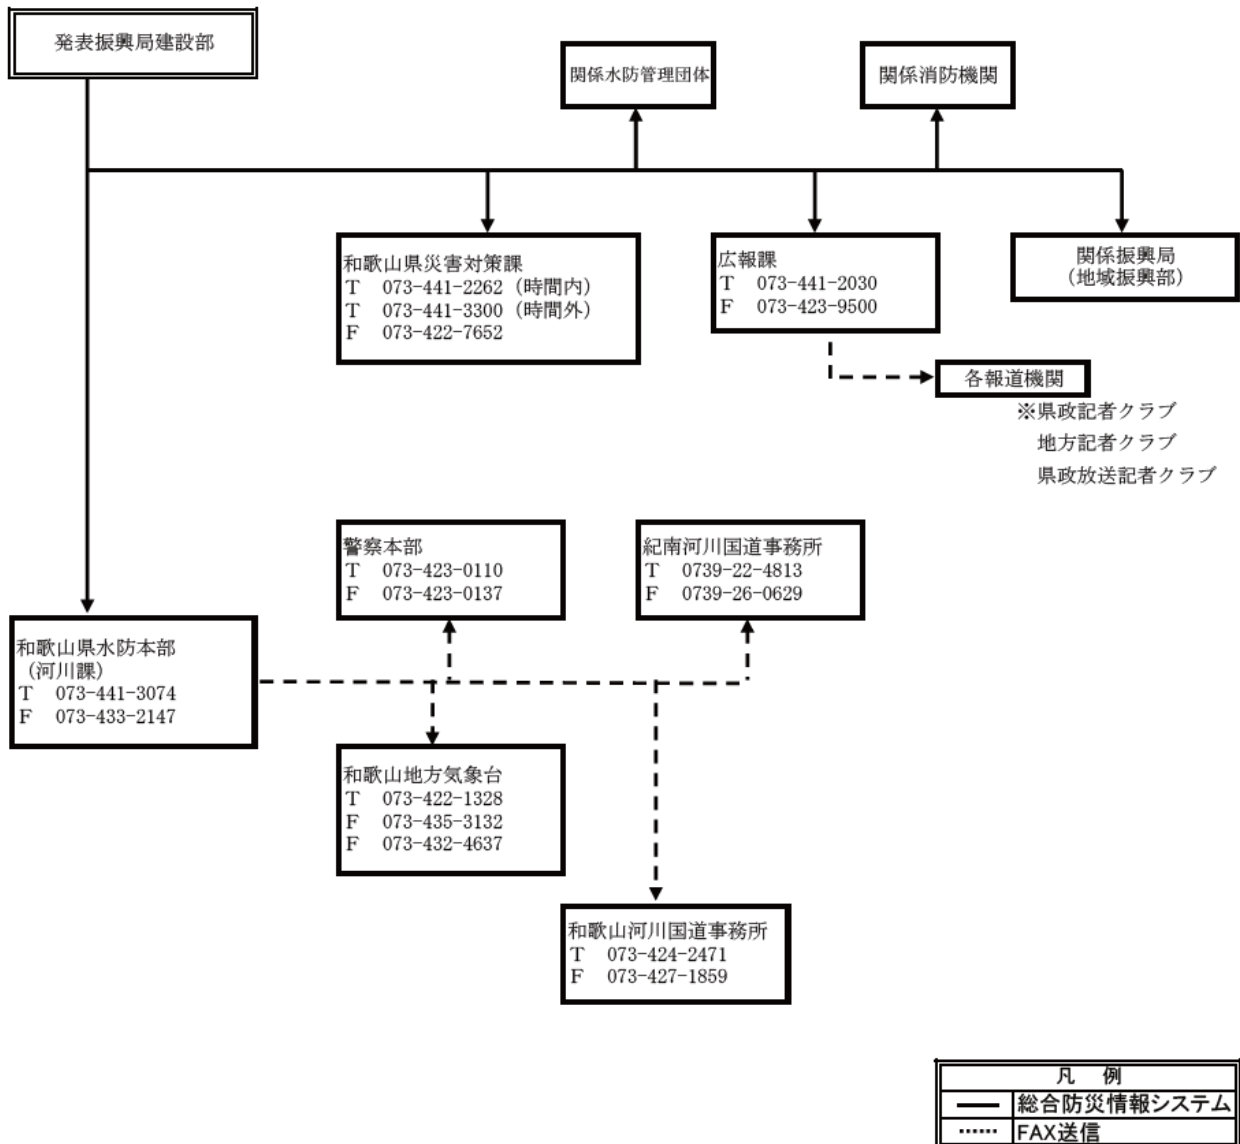 発表振興局建設部
関係水防管理団体
関係消防機関
和歌山県災害対策課
T 073-441-2262 (時間内)
T 073-441-3300 (時間外)
F 073-422-7652
広報課
T 073-441-2030
F 073-423-9500
関係振興局
(地域振興部)
各報道機関
※県政記者クラブ
地方記者クラブ
県政放送記者クラブ
警察本部
T 073-423-0110
F 073-423-0137
紀南河川国道事務所
T 0739-22-4813
F 0739-26-0629
和歌山県水防本部
(河川課)
T 073-441-3074
F 073-433-2147
和歌山地方気象台
T 073-422-1328
F 073-435-3132
F 073-432-4637
和歌山河川国道事務所
T 073-424-2471
F 073-427-1859
凡 例
総合防災情報システム
FAX送信